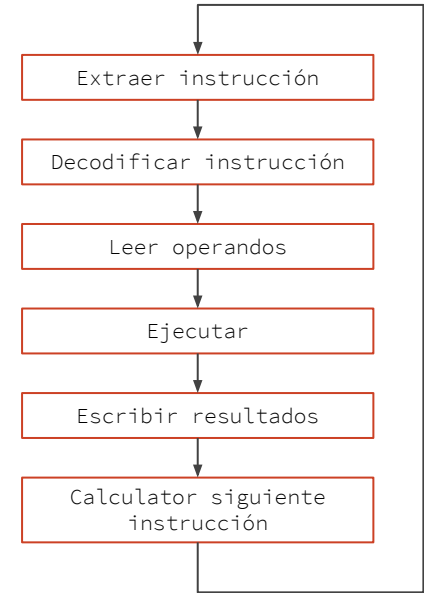 Extraer instrucción
Decodificar instrucción
Leer operandos
Ejecutar
Escribir resultados
Calculator siguiente
instrucción